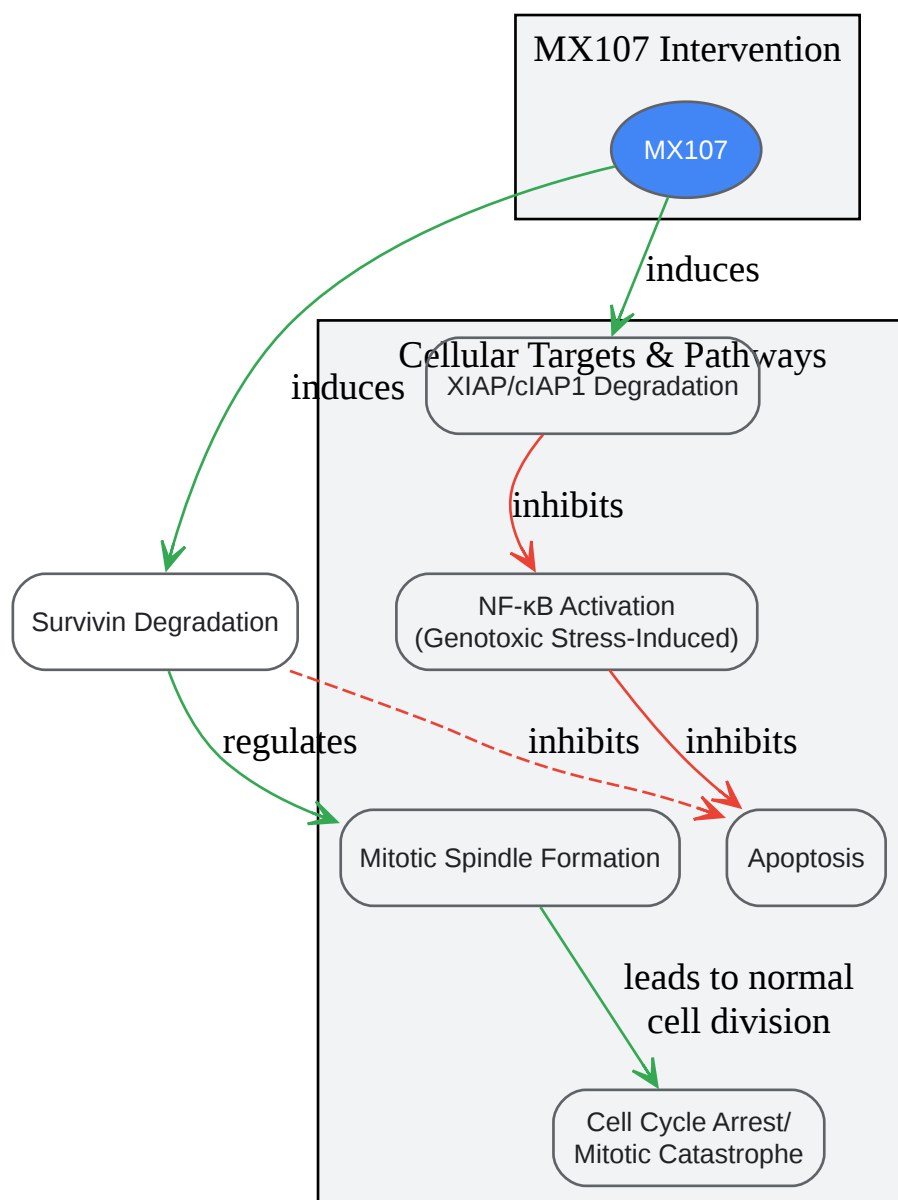 MX107 Intervention
MX107
induces
Cellular Targets & Pathways
XIAP/cIAP1 Degradation
induces
inhibits
NF-κB Activation
(Genotoxic Stress-Induced)
Survivin Degradation
regulates
inhibits
inhibits
Mitotic Spindle Formation
Apoptosis
leads to normal
cell division
Cell Cycle Arrest/
Mitotic Catastrophe